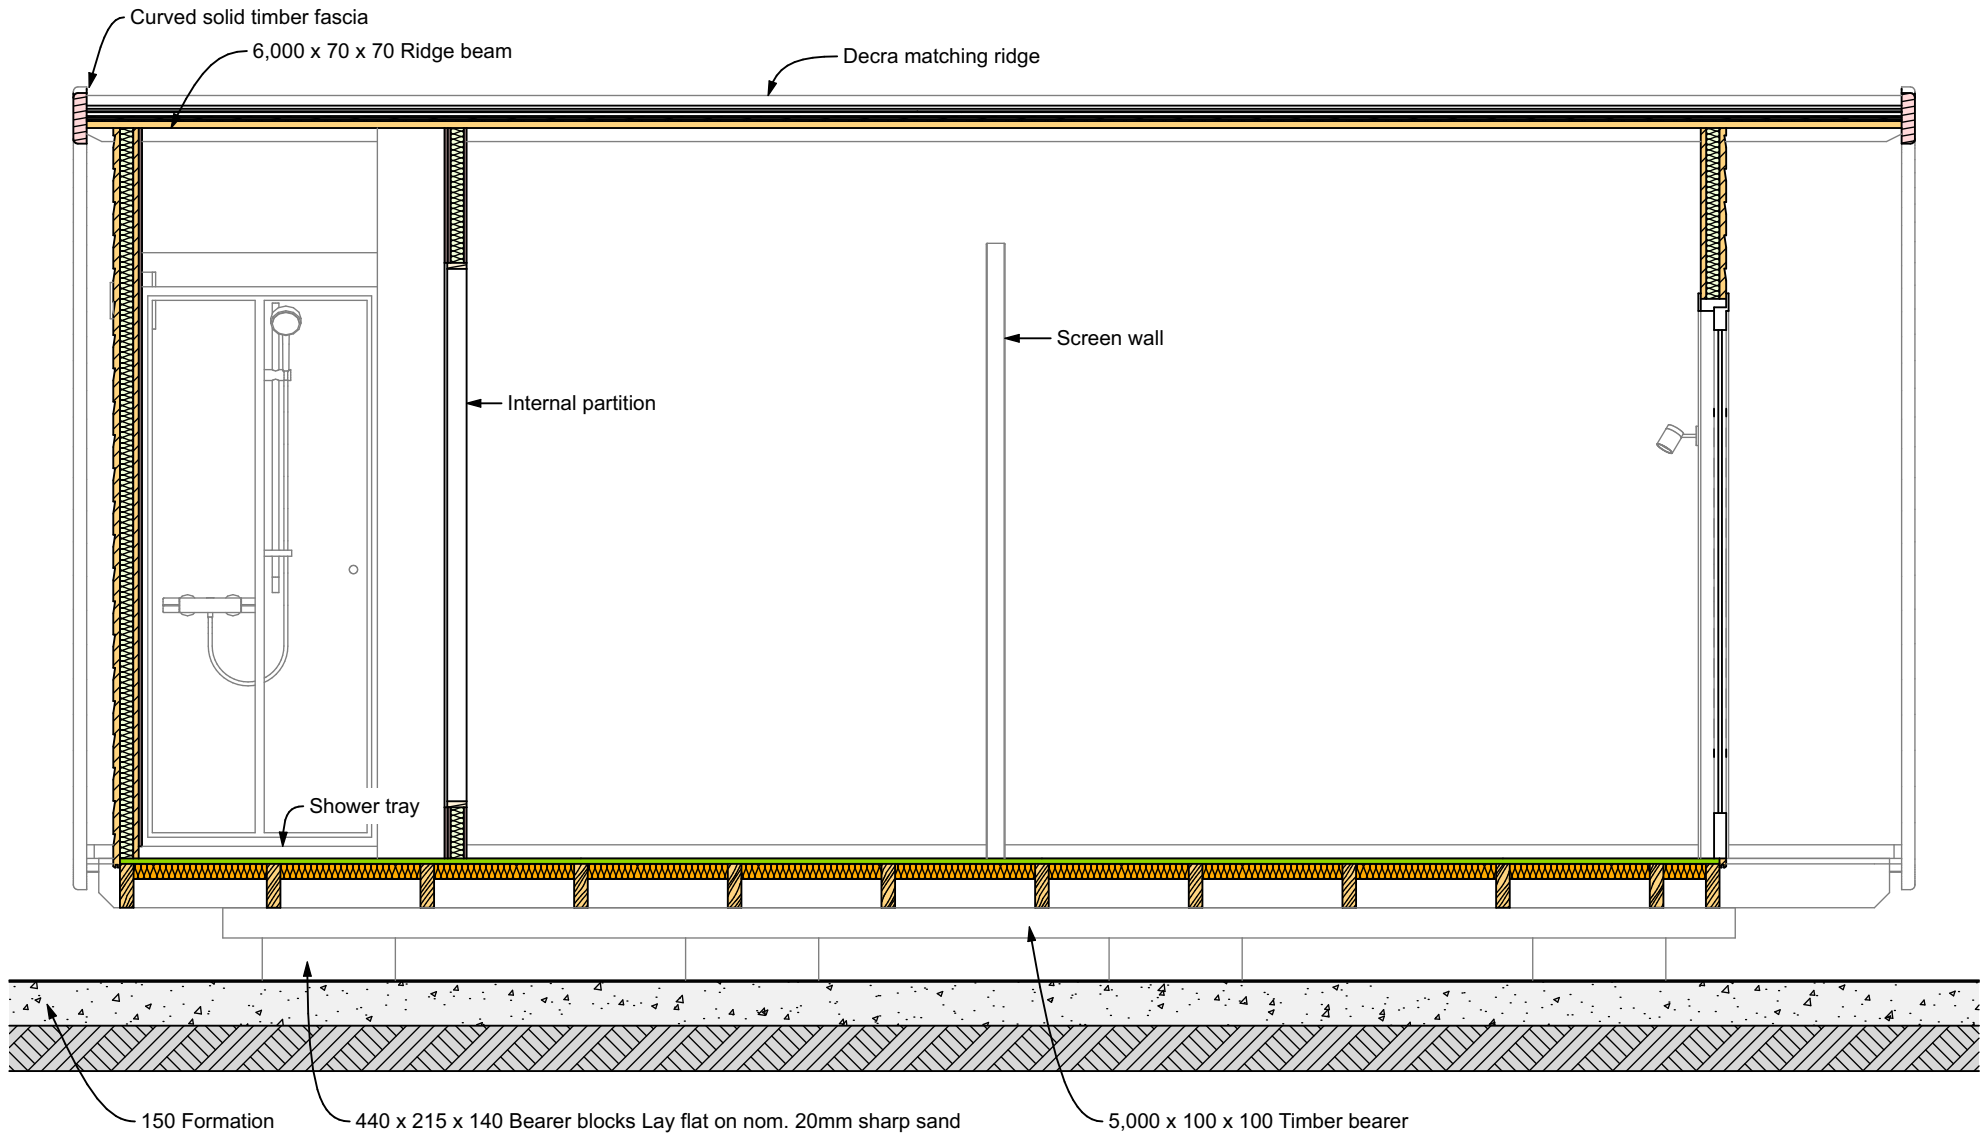 Curved solid timber fascia
6,000 x 70 x 70 Ridge beam
Decra matching ridge
Screen wall
Internal partition
Shower tray
150 Formation
440 x 215 x 140 Bearer blocks Lay flat on nom. 20mm sharp sand
5,000 x 100 x 100 Timber bearer